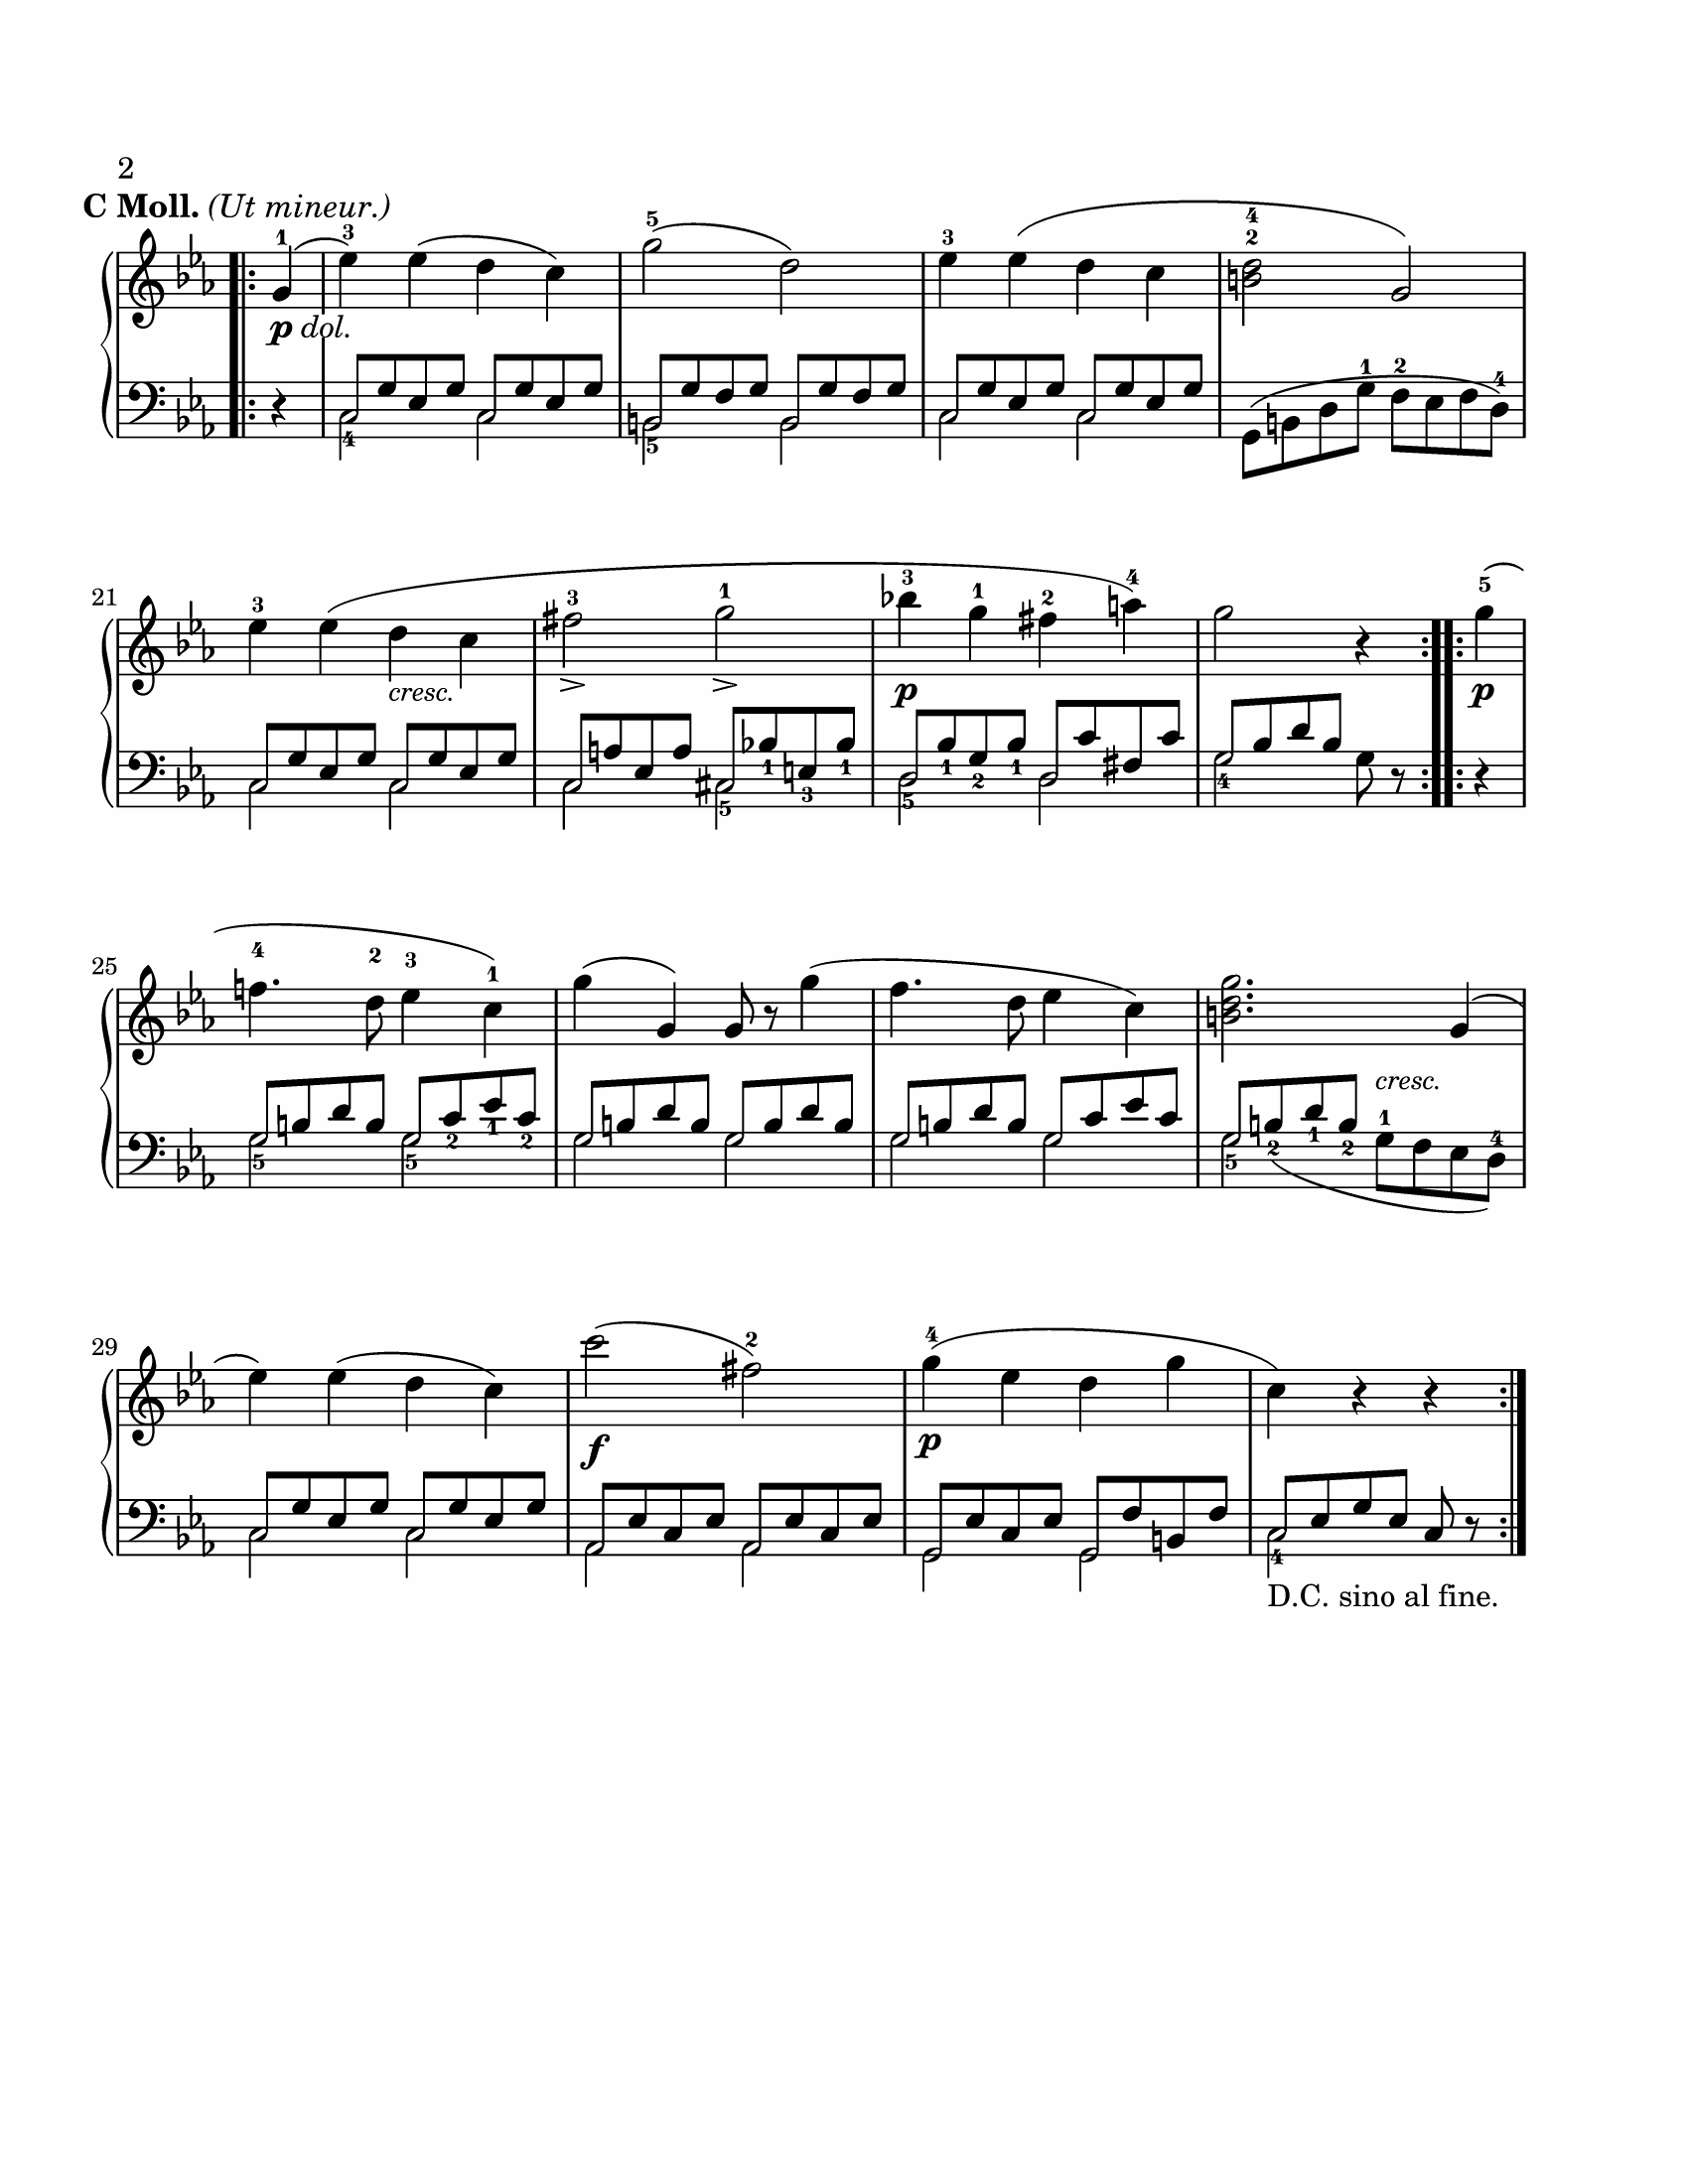 2
C Moll. (Ut mineur.)
1 3 5 3 4 2
p dol.
1 2 4
4 5
21
3 3 1 3 1 2 4 5
cresc. p p
1 3 1 1 2 1
5 5 4
25
4 2 3 1
cresc.
5 5 2 1 2 5 2 1 2 1 4
29
2 4
f p
4
D.C. sino al fine.